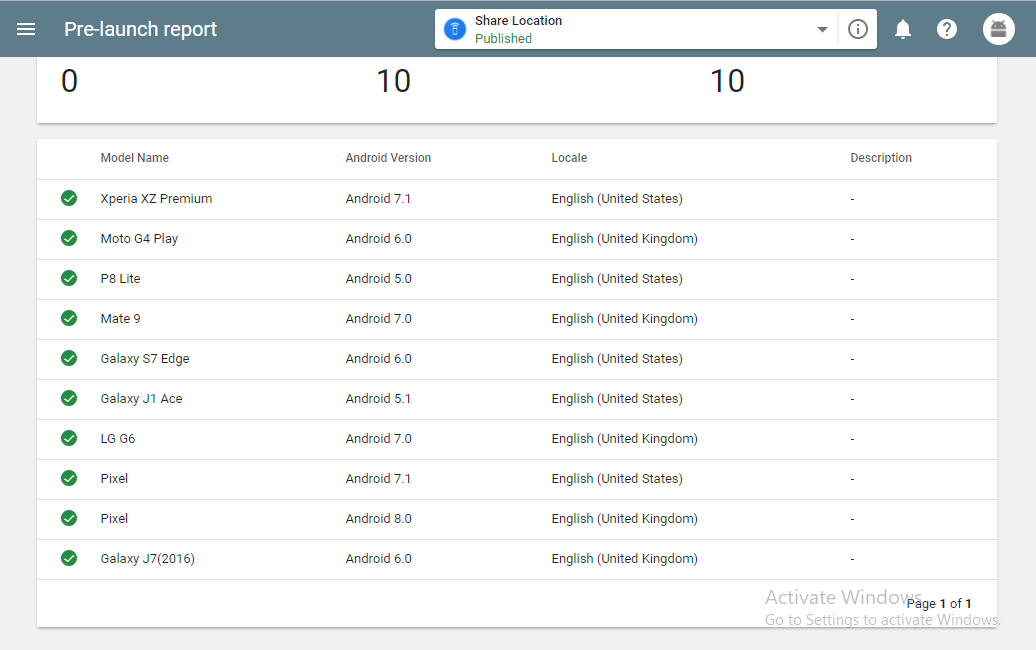 Pre-launch report
Share Location
Published
0 10 10
Model Name Android Version Locale Description
Xperia XZ Premium Android 7.1 English (United States) -
Moto G4 Play Android 6.0 English (United Kingdom) -
P8 Lite Android 5.0 English (United States) -
Mate 9 Android 7.0 English (United Kingdom) -
Galaxy S7 Edge Android 6.0 English (United States) -
Galaxy J1 Ace Android 5.1 English (United States) -
LG G6 Android 7.0 English (United Kingdom) -
Pixel Android 7.1 English (United States) -
Pixel Android 8.0 English (United Kingdom) -
Galaxy J7(2016) Android 6.0 English (United Kingdom) -
Activate Windows
Page 1 of 1
Go to Settings to activate Windows.